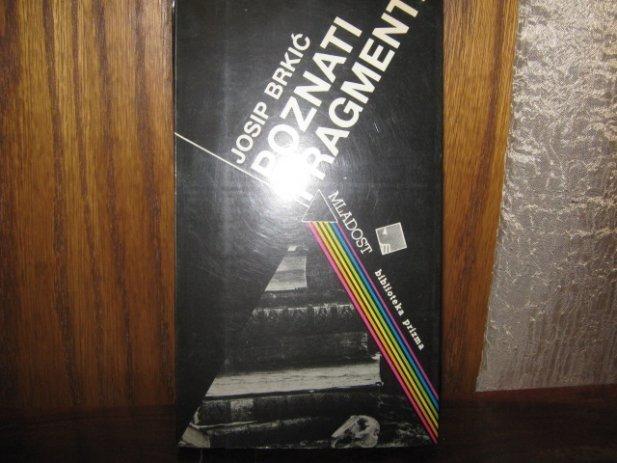 JOSIP BRKIĆ
POZNATI
FRAGMENTI
MLADOST
biblioteka prizma